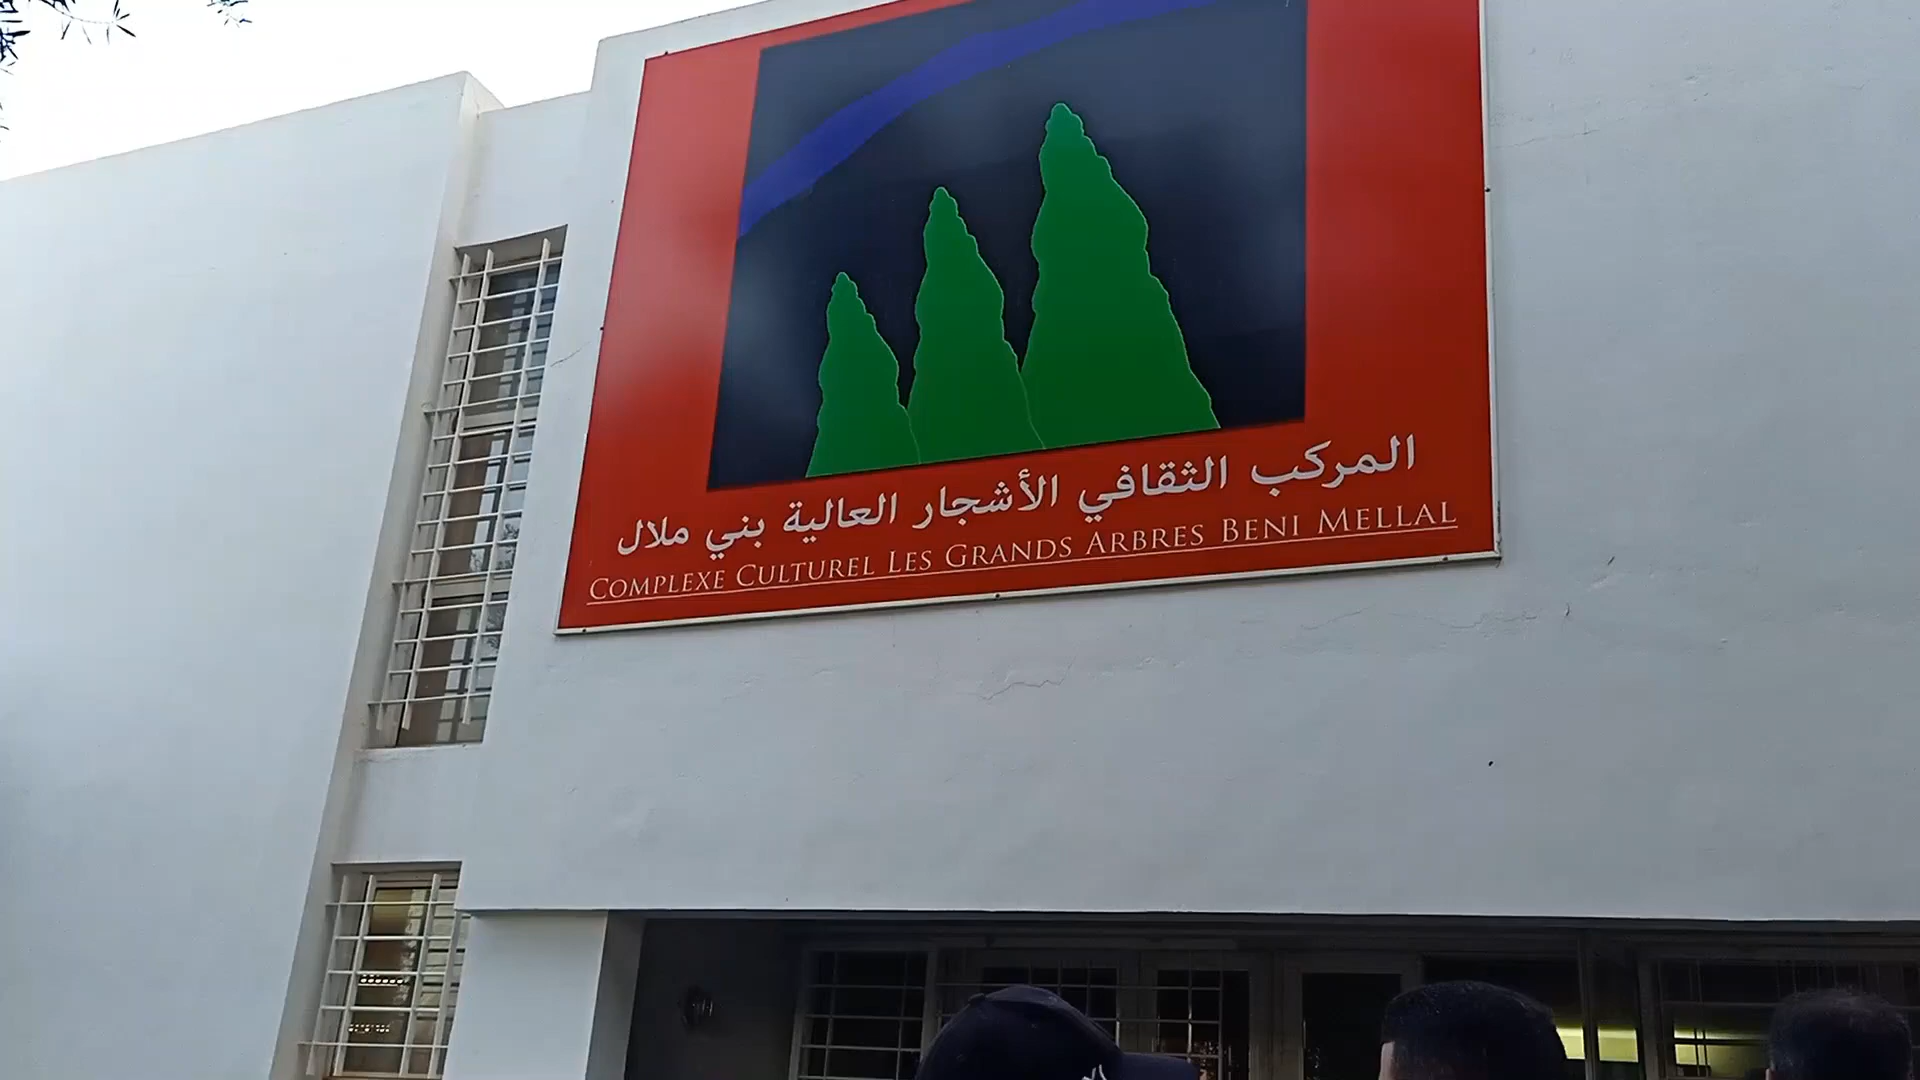 المركب الثقافي الأشجار العالية بني ملال
COMPLEXE CULTUREL LES GRANDS ARBRES BENI MELLAL